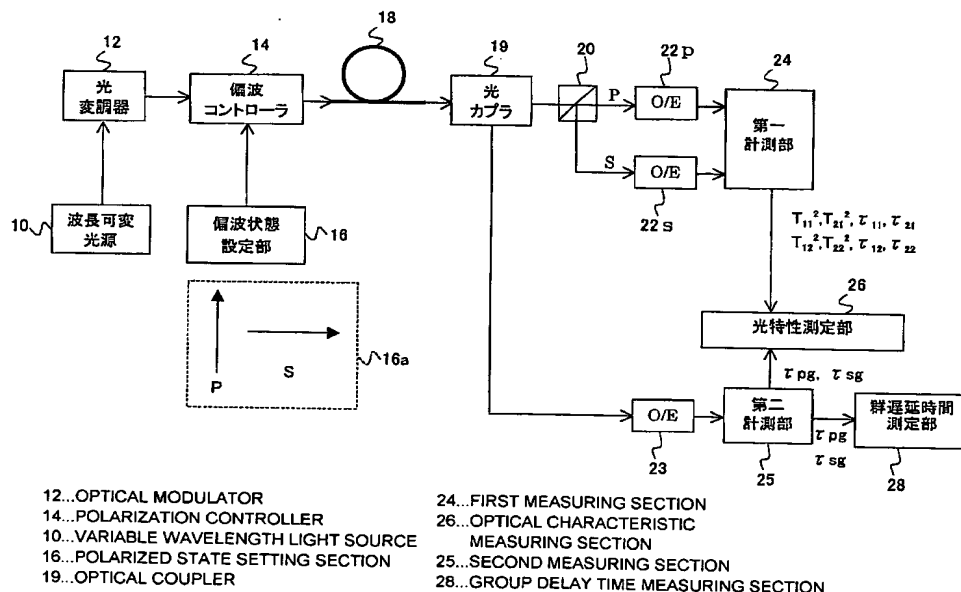 12
光
変調器
14
偏波
コントローラ
18
19
光
カプラ
20
P
S
22p
O/E
O/E
22s
24
第一
計測部
10
波長可変
光源
偏波状態
設定部
16
T₁₁², T₂₁², τ₁₁, τ₂₁
T₁₂², T₂₂², τ₁₂, τ₂₂
P
S
16a
26
光特性測定部
τpg, τsg
O/E
23
第二
計測部
25
τpg
τsg
群遅延時間
測定部
28
12...OPTICAL MODULATOR
14...POLARIZATION CONTROLLER
10...VARIABLE WAVELENGTH LIGHT SOURCE
16...POLARIZED STATE SETTING SECTION
19...OPTICAL COUPLER
24...FIRST MEASURING SECTION
26...OPTICAL CHARACTERISTIC
MEASURING SECTION
25...SECOND MEASURING SECTION
28...GROUP DELAY TIME MEASURING SECTION